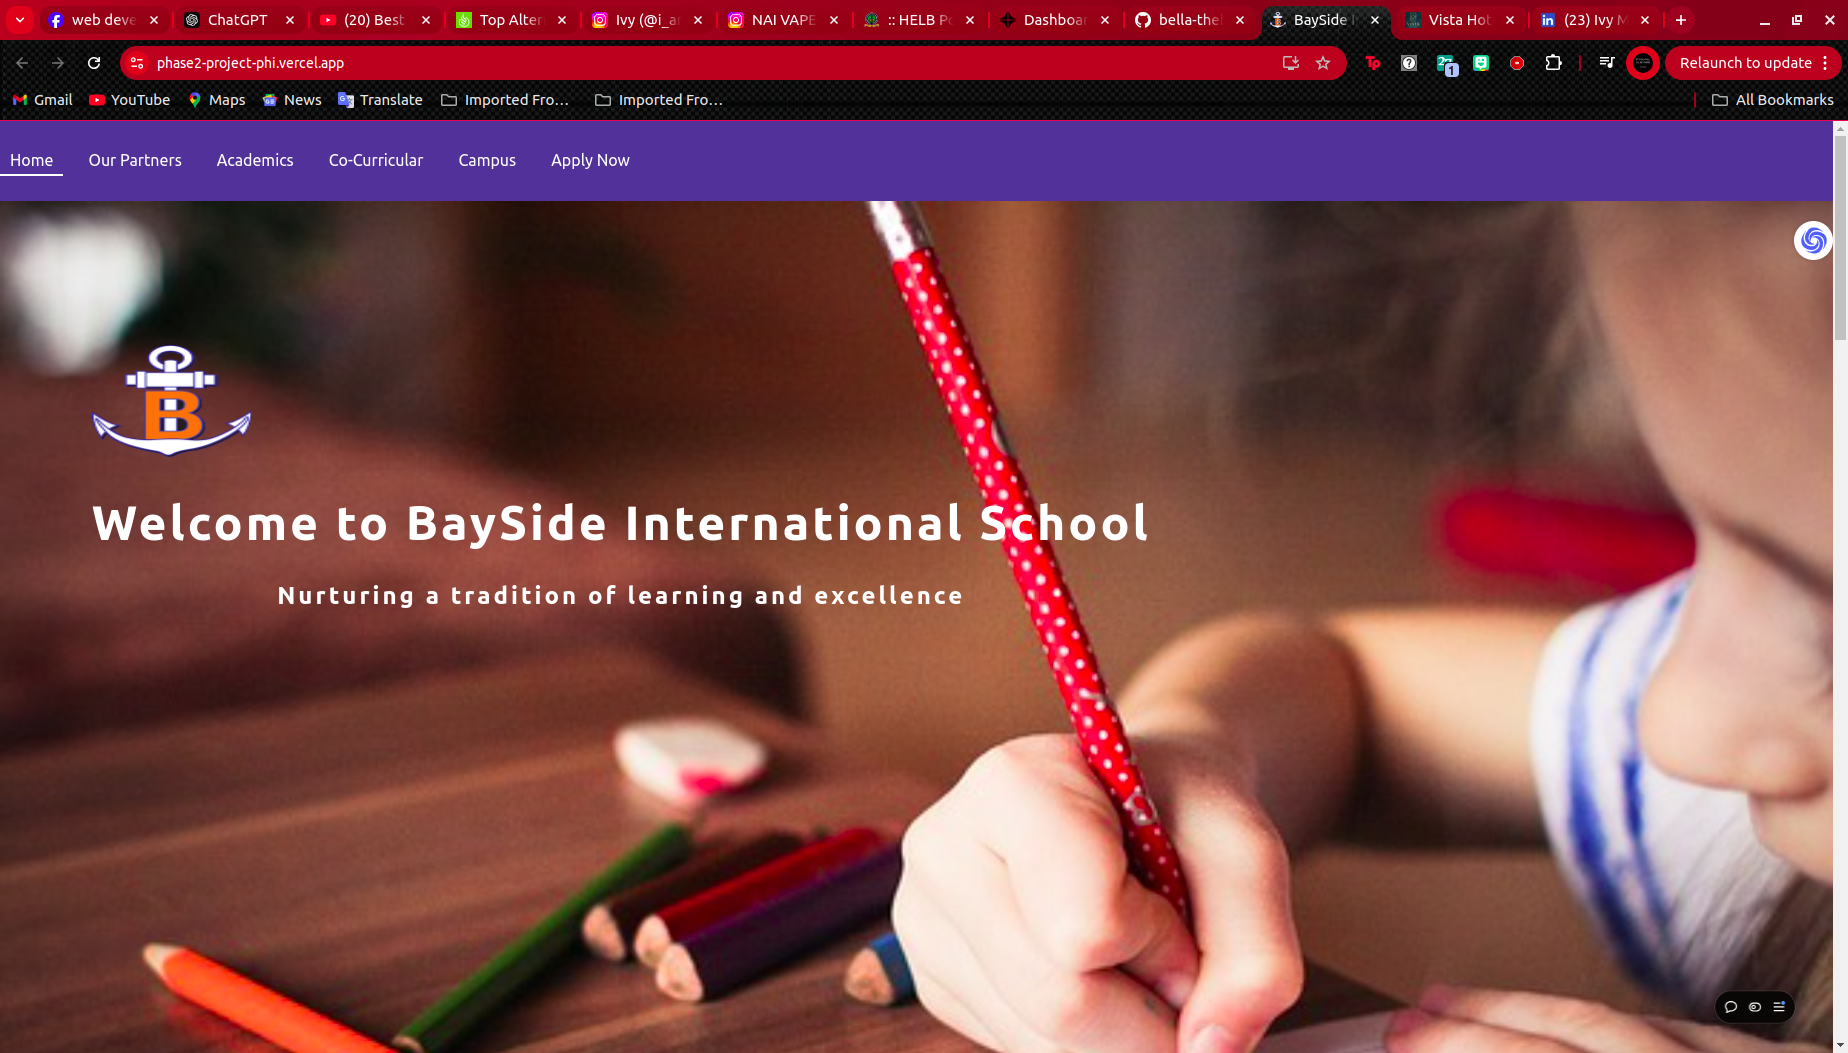 web deve
ChatGPT
(20) Best
Top Alter
Ivy (@i_a
NAI VAPE
:: HELB Po
Dashboar
bella-thel
BaySide I
Vista Hot
(23) Ivy M
phase2-project-phi.vercel.app
Relaunch to update
Gmail
YouTube
Maps
News
Translate
Imported Fro...
Imported Fro...
All Bookmarks
Home
Our Partners
Academics
Co-Curricular
Campus
Apply Now
B
Welcome to BaySide International School
Nurturing a tradition of learning and excellence